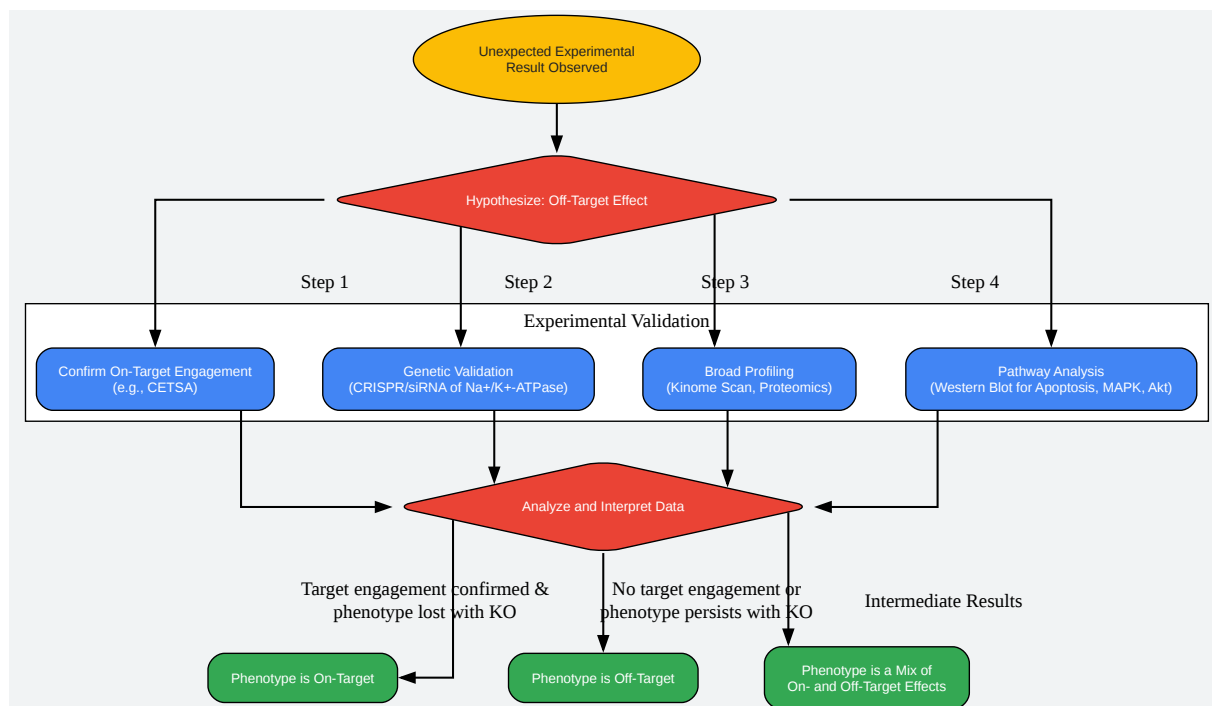 Unexpected Experimental
Result Observed
Hypothesize: Off-Target Effect
Step 1
Step 2
Step 3
Step 4
Experimental Validation
Confirm On-Target Engagement
(e.g., CETSA)
Genetic Validation
(CRISPR/siRNA of Na+/K+-ATPase)
Broad Profiling
(Kinome Scan, Proteomics)
Pathway Analysis
(Western Blot for Apoptosis, MAPK, Akt)
Analyze and Interpret Data
Target engagement confirmed &
phenotype lost with KO
No target engagement or
phenotype persists with KO
Intermediate Results
Phenotype is On-Target
Phenotype is Off-Target
Phenotype is a Mix of
On- and Off-Target Effects